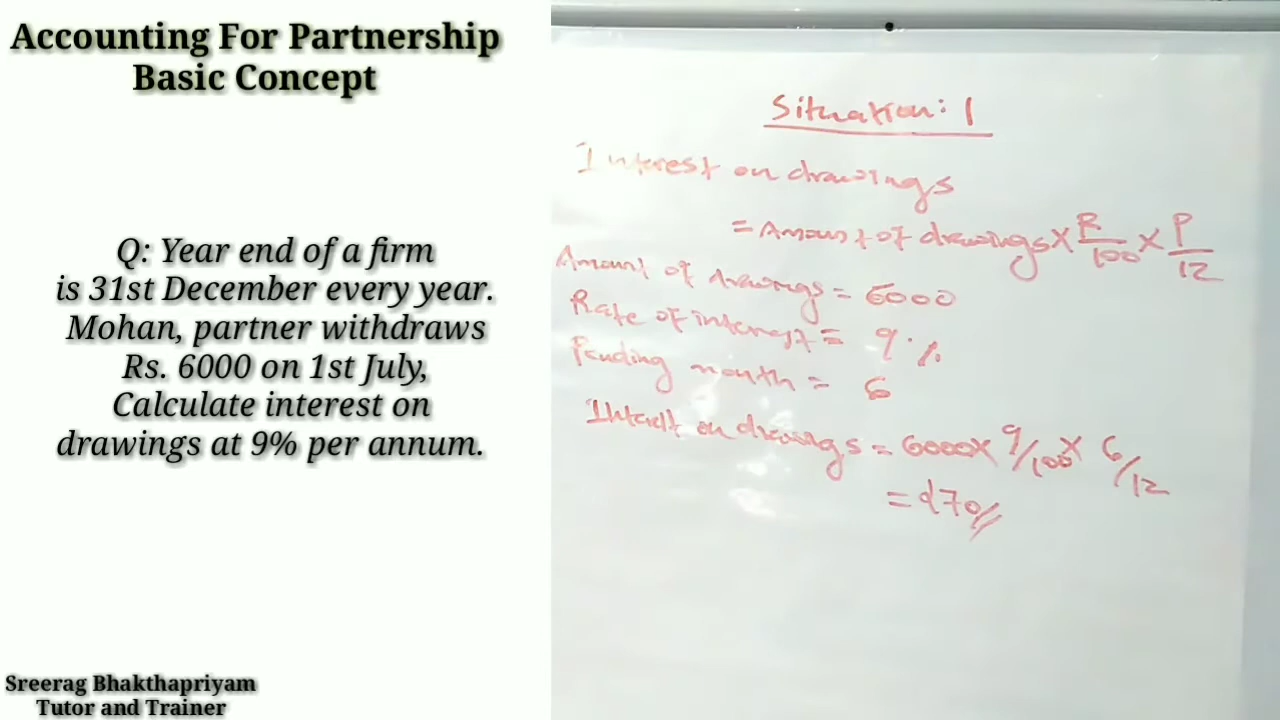 Accounting For Partnership
Basic Concept
Q: Year end of a firm
is 31st December every year.
Mohan, partner withdraws
Rs. 6000 on 1st July,
Calculate interest on
drawings at 9% per annum.
Sreerag Bhakthapriyam
Tutor and Trainer
Situation: 1
Interest on drawings
= Amount of drawings × R/100 × P/12
Amount of drawings = 6000
Rate of interest = 9%
Pending month = 6
Interest on drawings = 6000 × 9/100 × 6/12
= 270//